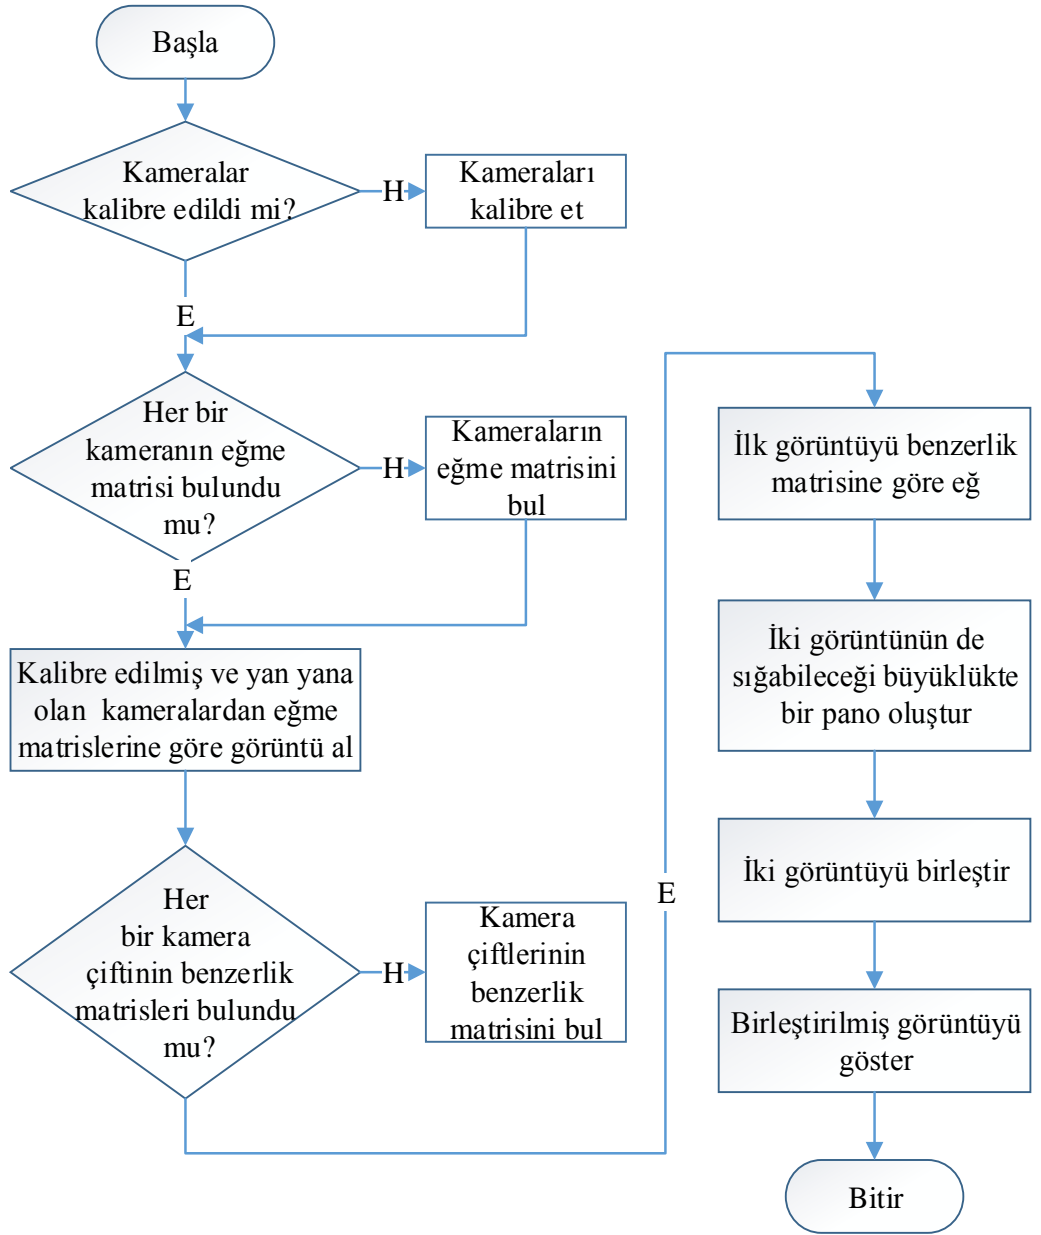 Başla
Kameralar
kalibre edildi mi?
H
Kameraları
kalibre et
E
Her bir
kameranın eğme
matrisi bulundu
mu?
H
Kameraların
eğme matrisini
bul
E
Kalibre edilmiş ve yan yana
olan kameralardan eğme
matrislerine göre görüntü al
Her
bir kamera
çiftinin benzerlik
matrisleri bulundu
mu?
H
Kamera
çiftlerinin
benzerlik
matrisini bul
E
İlk görüntüyü benzerlik
matrisine göre eğ
İki görüntünün de
sığabileceği büyüklükte
bir pano oluştur
İki görüntüyü birleştir
Birleştirilmiş görüntüyü
göster
Bitir